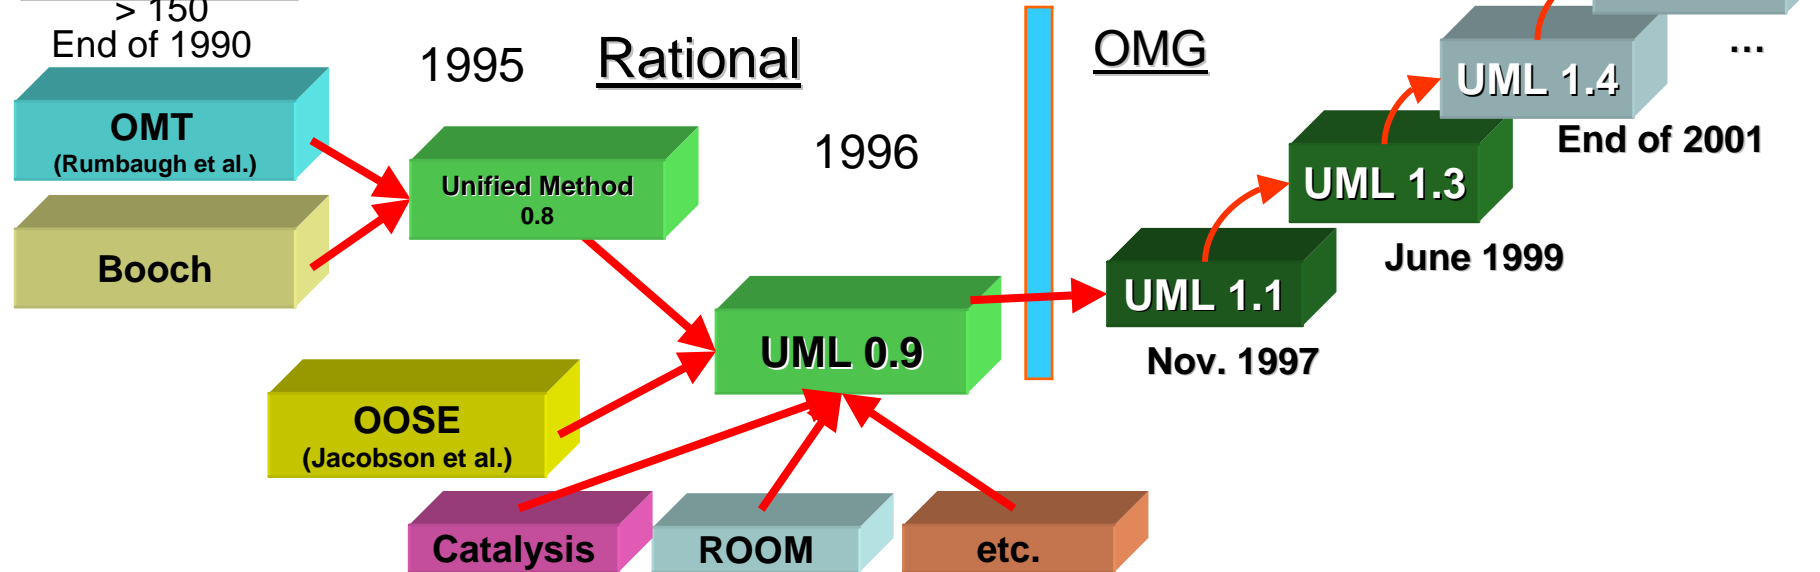 > 150
End of 1990
1995
Rational
OMG
...
UML 1.4
OMT
(Rumbaugh et al.)
1996
End of 2001
Unified Method
0.8
UML 1.3
Booch
June 1999
UML 1.1
UML 0.9
Nov. 1997
OOSE
(Jacobson et al.)
Catalysis
ROOM
etc.